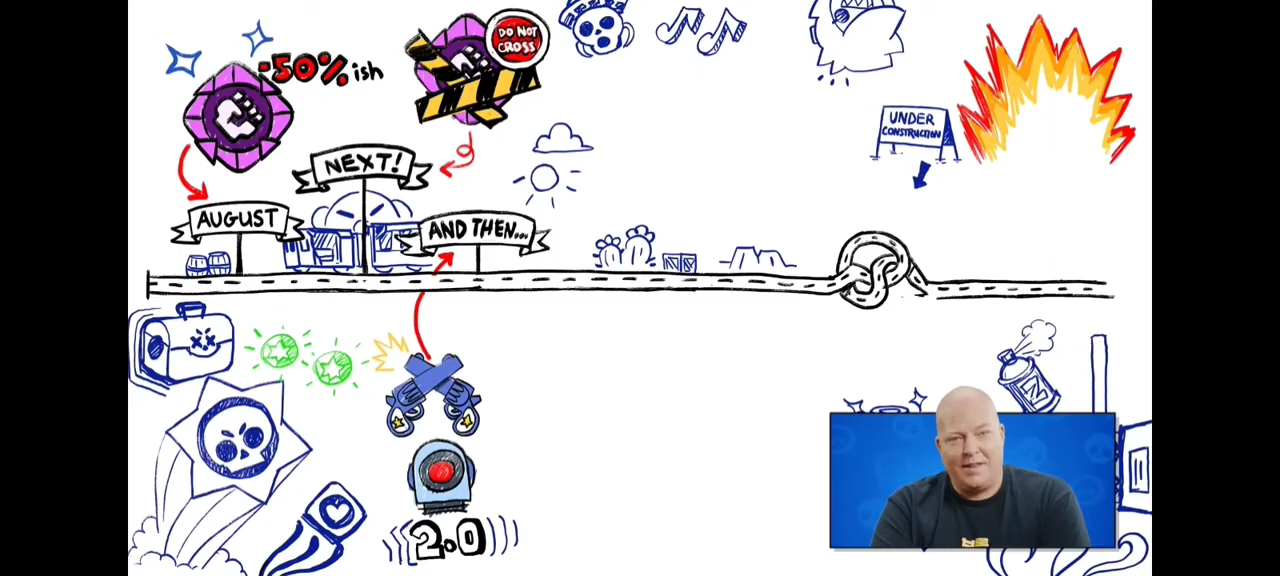 -50% ish
DO NOT
CROSS
UNDER
CONSTRUCTION
NEXT!
AUGUST
AND THEN...
2.0